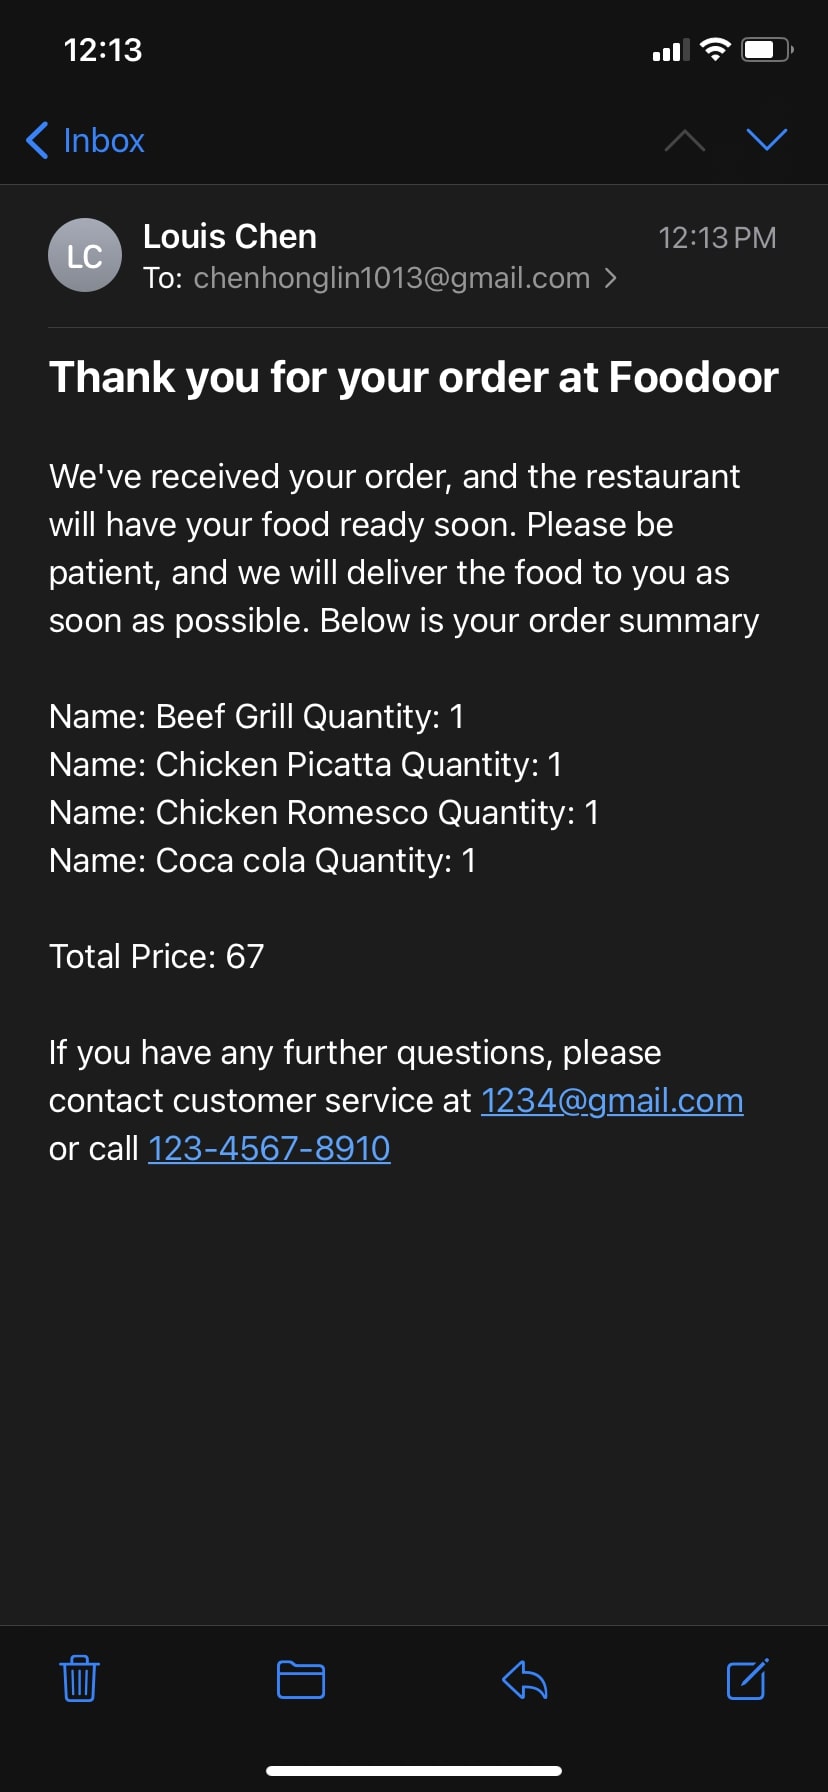 12:13
Inbox
LC
Louis Chen
12:13 PM
To: chenhonglin1013@gmail.com
Thank you for your order at Foodoor
We've received your order, and the restaurant
will have your food ready soon. Please be
patient, and we will deliver the food to you as
soon as possible. Below is your order summary
Name: Beef Grill Quantity: 1
Name: Chicken Picatta Quantity: 1
Name: Chicken Romesco Quantity: 1
Name: Coca cola Quantity: 1
Total Price: 67
If you have any further questions, please
contact customer service at 1234@gmail.com
or call 123-4567-8910